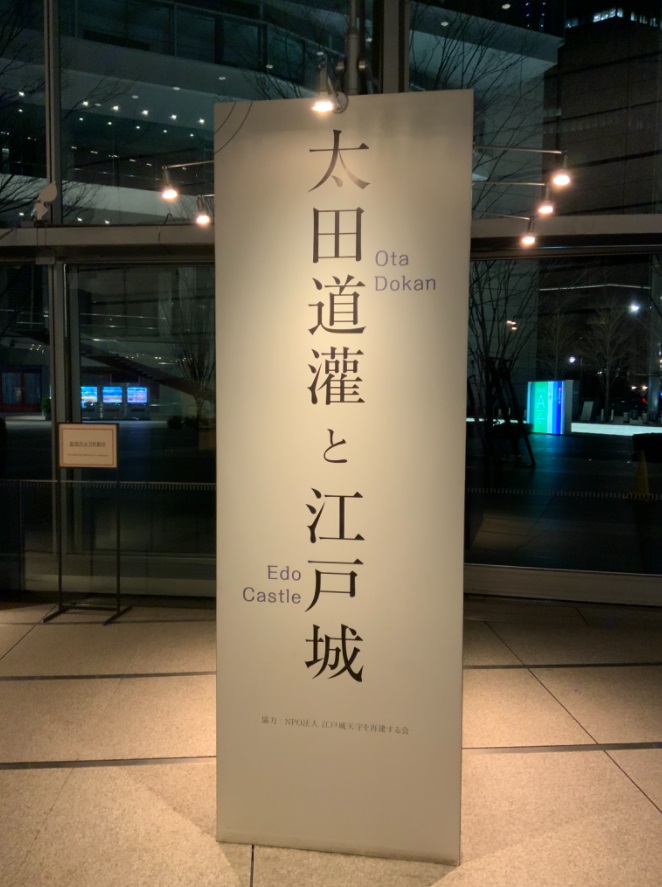 太田道灌と江戸城
Ota
Dokan
Edo
Castle
協力：NPO法人 江戸城天守を再建する会